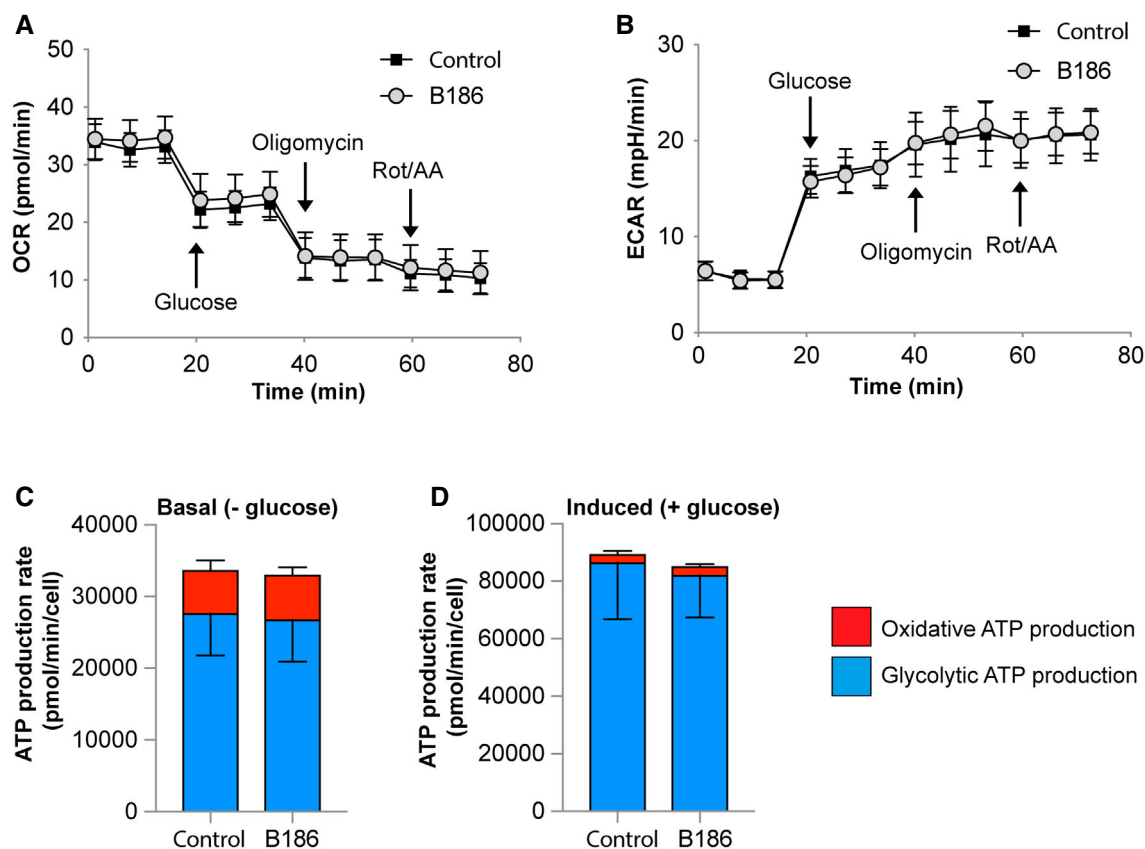 A
50
40
30
20
10
0
OCR (pmol/min)
Control
B186
Oligomycin
Rot/AA
Glucose
0 20 40 60 80
Time (min)
B
30
20
10
0
ECAR (mpH/min)
Control
B186
Glucose
Oligomycin
Rot/AA
0 20 40 60 80
Time (min)
C
Basal (- glucose)
40000
30000
20000
10000
0
ATP production rate
(pmol/min/cell)
Control B186
D
Induced (+ glucose)
100000
80000
60000
40000
20000
0
ATP production rate
(pmol/min/cell)
Control B186
Oxidative ATP production
Glycolytic ATP production